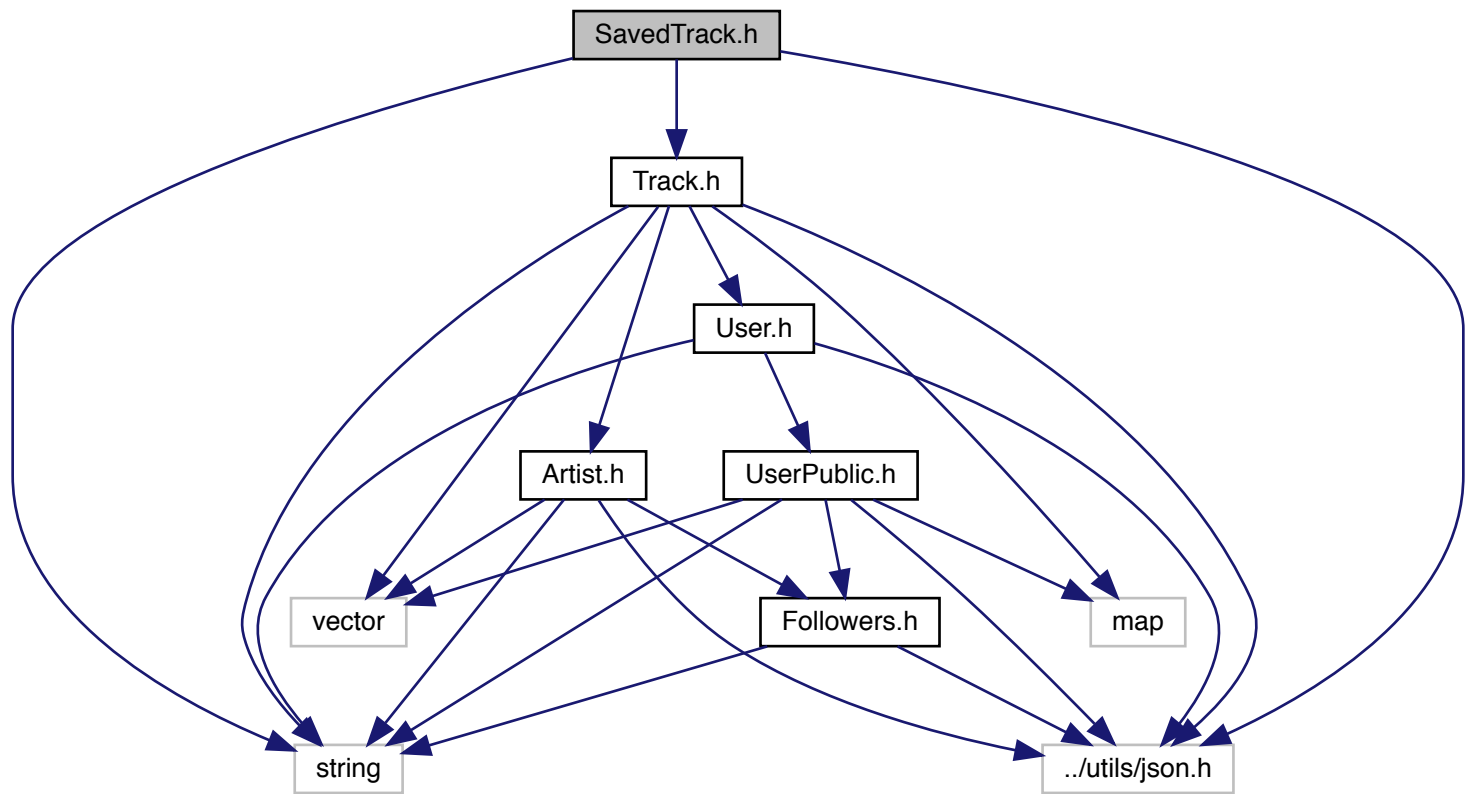 SavedTrack.h
Track.h
User.h
Artist.h
UserPublic.h
vector
Followers.h
map
string
../utils/json.h